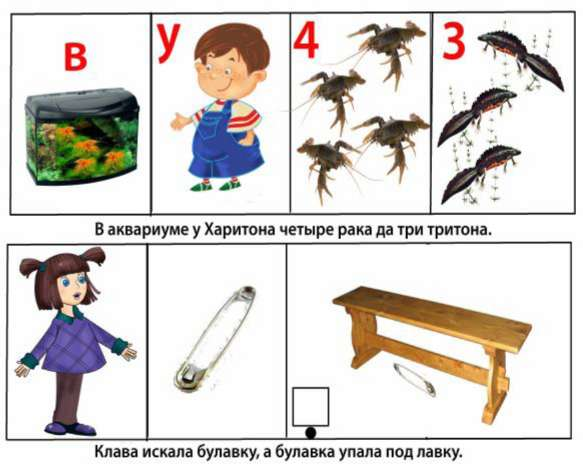 в у 4 3
В аквариуме у Харитона четыре рака да три тритона.
Клава искала булавку, а булавка упала под лавку.